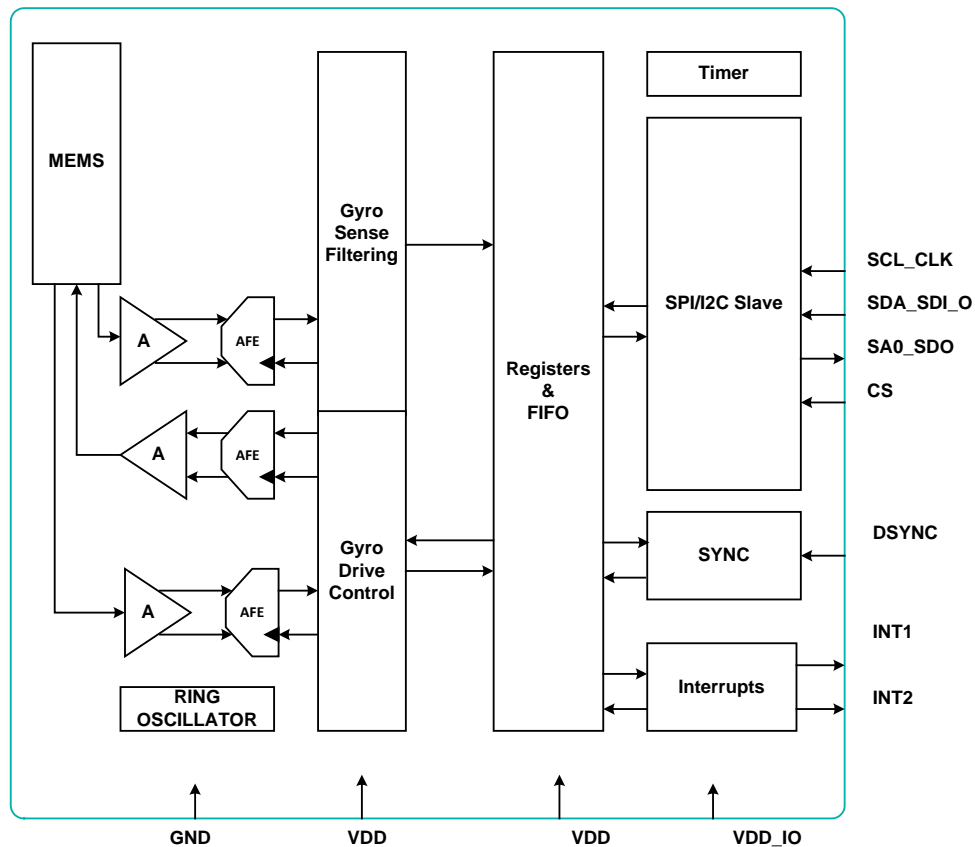 Timer
MEMS
Gyro
Sense
Filtering
SCL_CLK
SPI/I2C Slave
SDA_SDI_O
A
AFE
SA0_SDO
Registers
&
FIFO
CS
A
AFE
DSYNC
SYNC
Gyro
Drive
Control
A
AFE
INT1
Interrupts
INT2
RING
OSCILLATOR
GND
VDD
VDD
VDD_IO